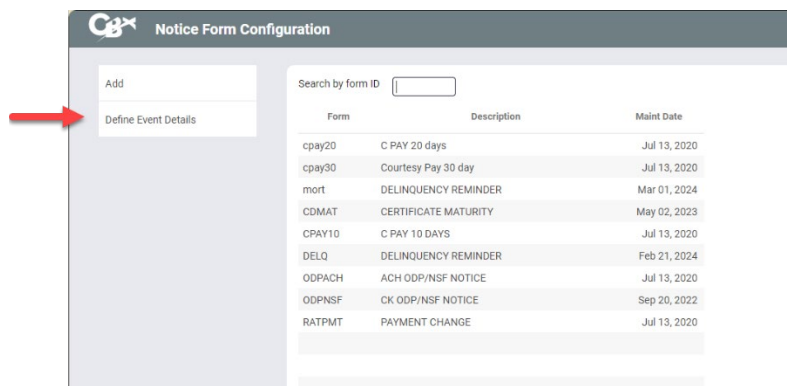 CBX Notice Form Configuration
Add
Define Event Details
Search by form ID
Form Description Maint Date
cpay20 C PAY 20 days Jul 13, 2020
cpay30 Courtesy Pay 30 day Jul 13, 2020
mort DELINQUENCY REMINDER Mar 01, 2024
CDMAT CERTIFICATE MATURITY May 02, 2023
CPAY10 C PAY 10 DAYS Jul 13, 2020
DELQ DELINQUENCY REMINDER Feb 21, 2024
ODPACH ACH ODP/NSF NOTICE Jul 13, 2020
ODPNSF CK ODP/NSF NOTICE Sep 20, 2022
RATPMT PAYMENT CHANGE Jul 13, 2020